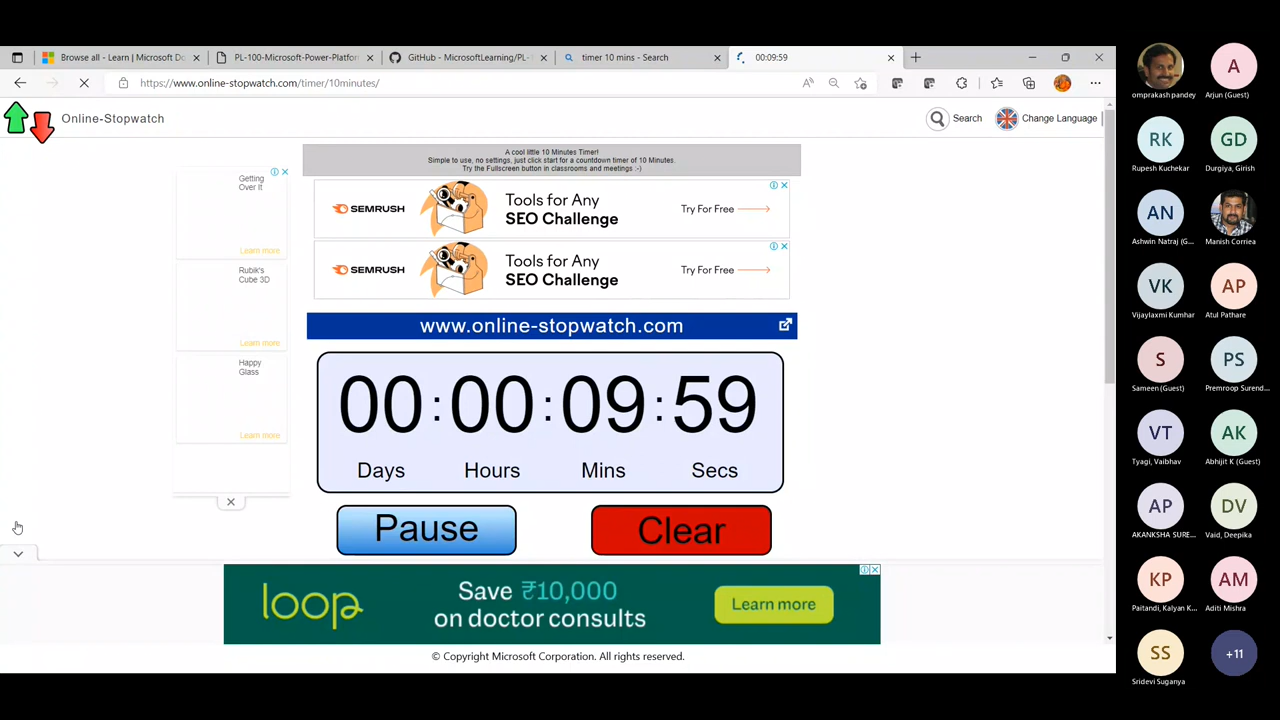 Browse all - Learn | Microsoft D
PL-100-Microsoft-Power-Platfor
GitHub - MicrosoftLearning/PL-
timer 10 mins - Search
00:09:59
https://www.online-stopwatch.com/timer/10minutes/
Online-Stopwatch
Search
Change Language
A cool little 10 Minutes Timer!
Simple to use, no settings, just click start for a countdown timer of 10 Minutes.
Try the Fullscreen button in classrooms and meetings :-)
Getting
Over It
Learn more
Rubik's
Cube 3D
Learn more
Happy
Glass
Learn more
SEMRUSH
Tools for Any
SEO Challenge
Try For Free
SEMRUSH
Tools for Any
SEO Challenge
Try For Free
www.online-stopwatch.com
00:00:09:59
Days Hours Mins Secs
Pause
Clear
loop
Save ₹10,000
on doctor consults
Learn more
© Copyright Microsoft Corporation. All rights reserved.
omprakash pandey
A
Arjun (Guest)
RK
Rupesh Kuchekar
GD
Durgiya, Girish
AN
Ashwin Natraj (G...
Manish Corriea
VK
Vijaylaxmi Kumhar
AP
Atul Pathare
S
Sameen (Guest)
PS
Premroop Surend...
VT
Tyagi, Vaibhav
AK
Abhijit K (Guest)
AP
AKANKSHA SURE...
DV
Vaid, Deepika
KP
Paitandi, Kalyan K...
AM
Aditi Mishra
SS
Sridevi Suganya
+11